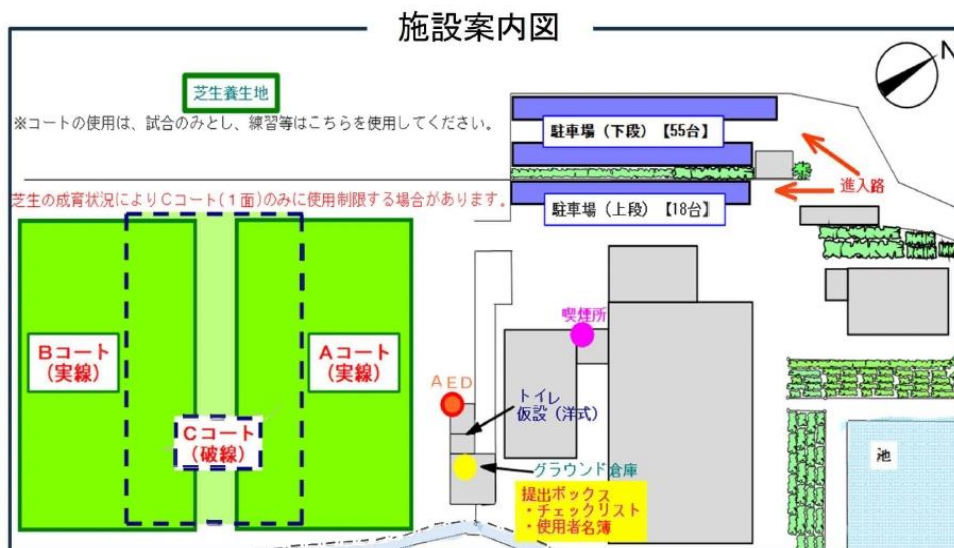 施設案内図
N
芝生養生地
※コートの使用は、試合のみとし、練習等はこちらを使用してください。
駐車場（下段）【55台】
進入路
芝生の成育状況によりCコート(1面)のみに使用制限する場合があります。
駐車場（上段）【18台】
喫煙所
Bコート
(実線)
Aコート
(実線)
AED
トイレ
仮設（洋式）
Cコート
(破線)
グラウンド倉庫
池
提出ボックス
・チェックリスト
・使用者名簿